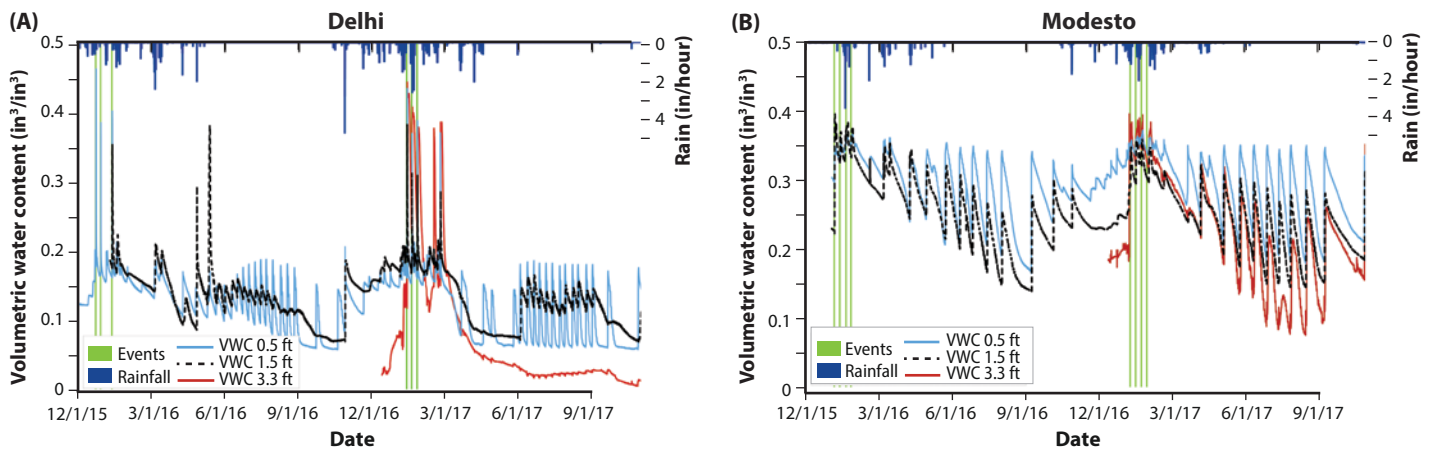 (A)
Delhi
Volumetric water content (in³/in³)
0.5
0.4
0.3
0.2
0.1
0
0
2
4
Rain (in/hour)
Events
Rainfall
VWC 0.5 ft
VWC 1.5 ft
VWC 3.3 ft
12/1/15 3/1/16 6/1/16 9/1/16 12/1/16 3/1/17 6/1/17 9/1/17
Date
(B)
Modesto
Volumetric water content (in³/in³)
0.5
0.4
0.3
0.2
0.1
0
0
2
4
Rain (in/hour)
Events
Rainfall
VWC 0.5 ft
VWC 1.5 ft
VWC 3.3 ft
12/1/15 3/1/16 6/1/16 9/1/16 12/1/16 3/1/17 6/1/17 9/1/17
Date